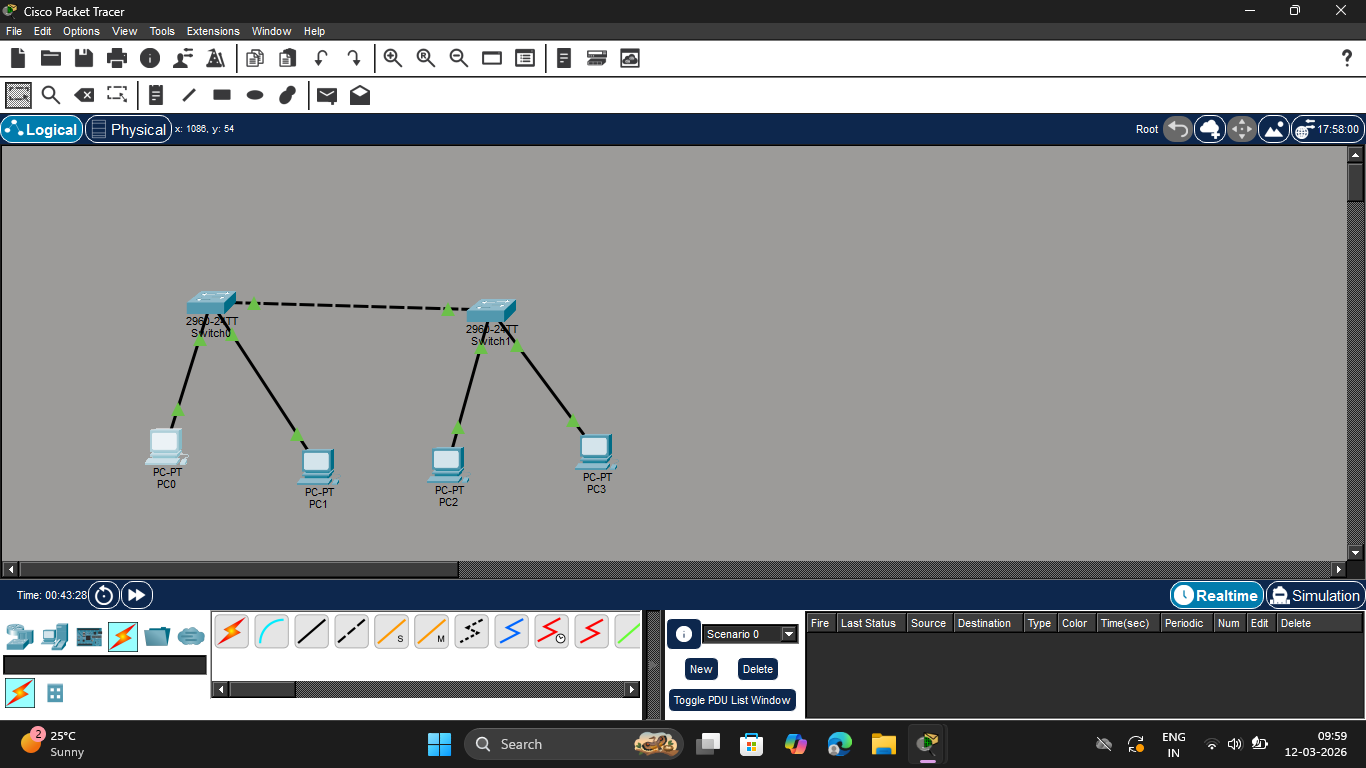 Cisco Packet Tracer
File Edit Options View Tools Extensions Window Help
Logical Physical x: 1086, y: 54 Root 17:58:00
2960-24TT
Switch0
2960-24TT
Switch1
PC-PT
PC0
PC-PT
PC1
PC-PT
PC2
PC-PT
PC3
Time: 00:43:28 Realtime Simulation
S M
Scenario 0
New Delete
Toggle PDU List Window
Fire Last Status Source Destination Type Color Time(sec) Periodic Num Edit Delete
2
25°C
Sunny
Search
ENG
IN
09:59
12-03-2026